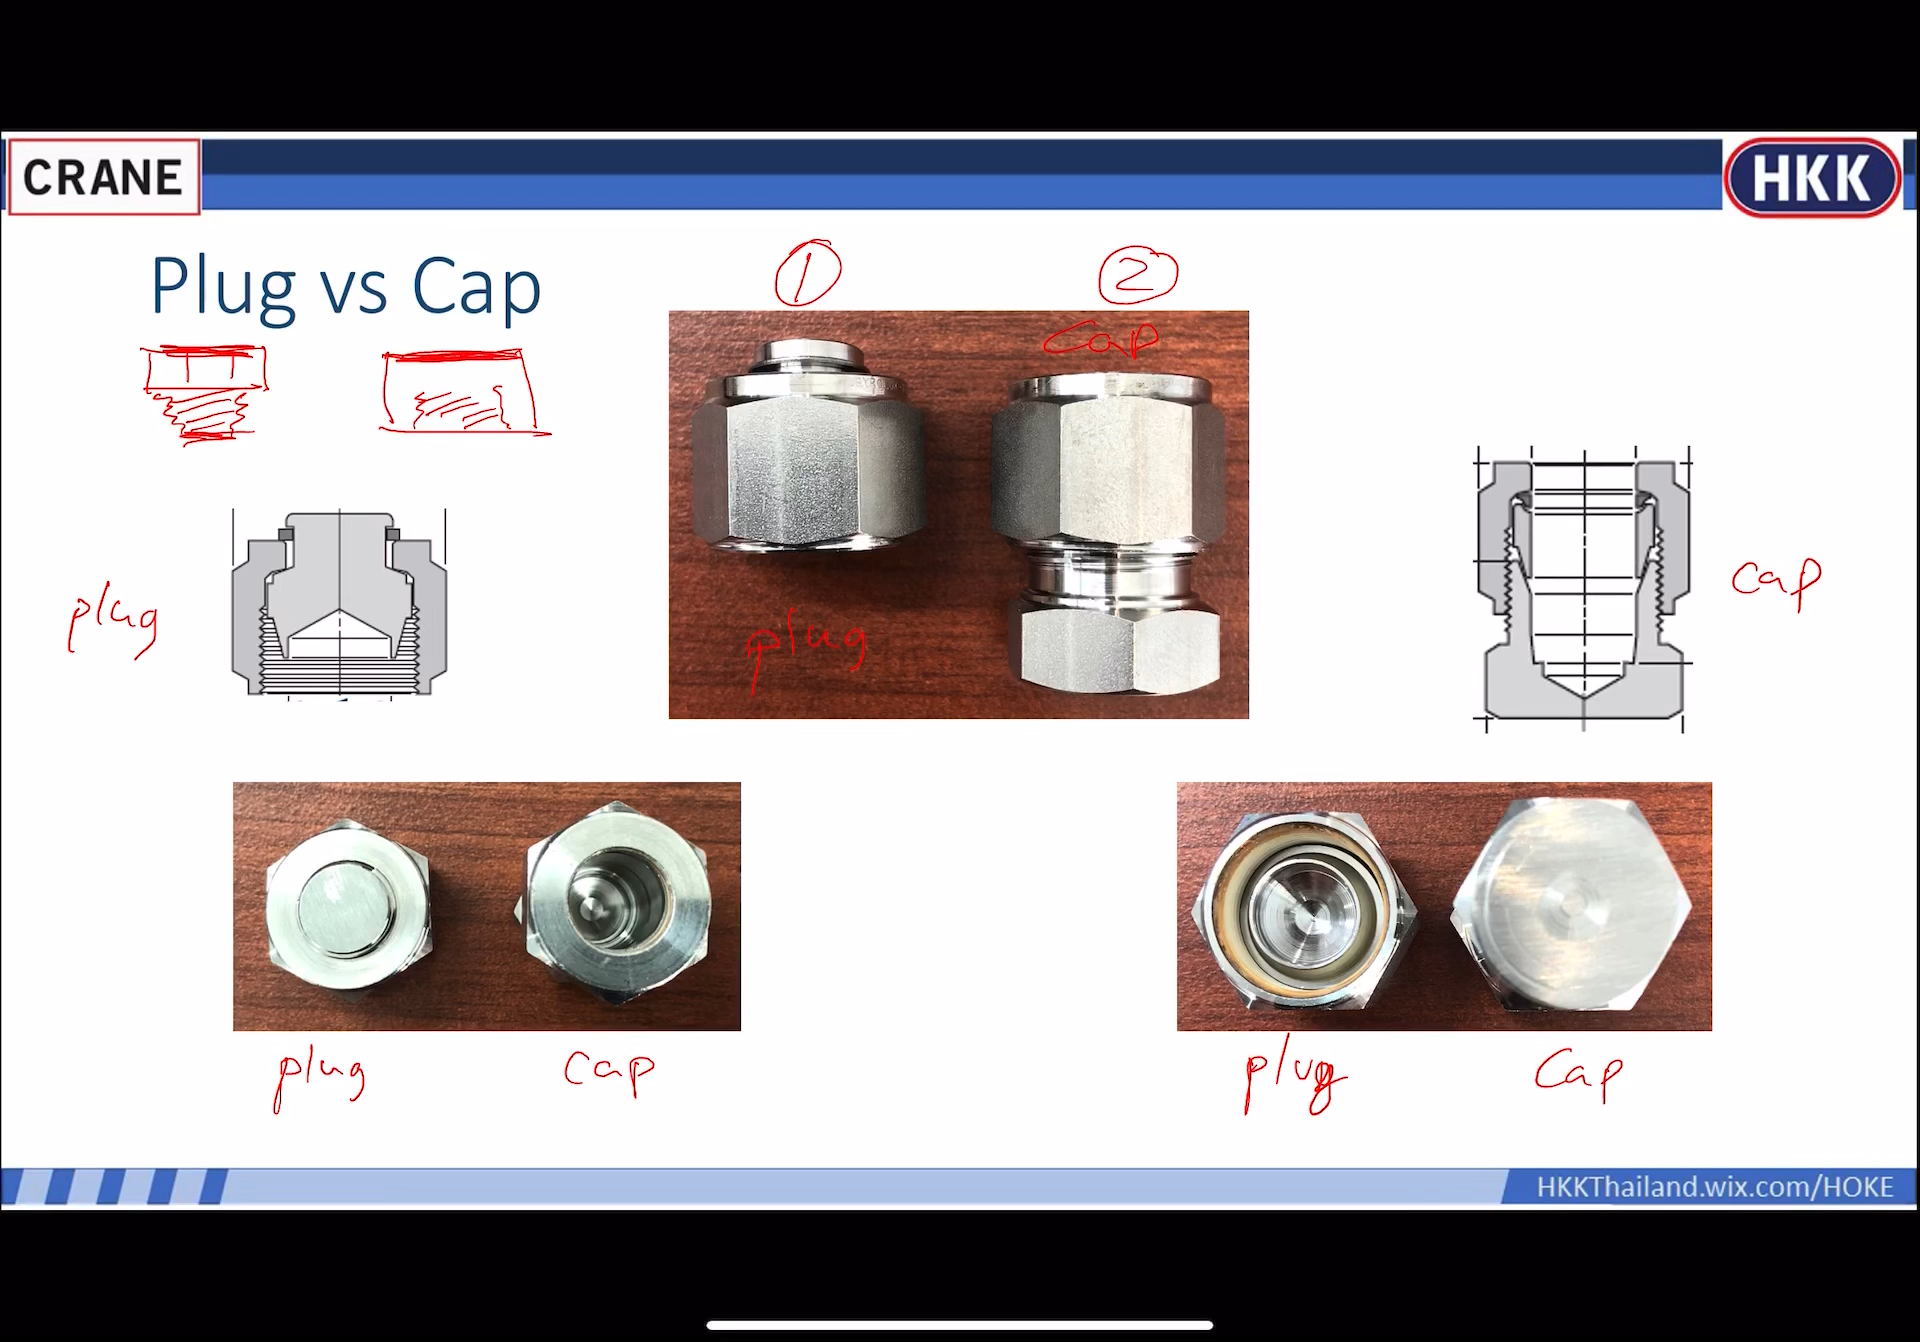 CRANE
HKK
Plug vs Cap
1
2
cap
plug
plug
cap
plug
cap
plug
Cap
HKKThailand.wix.com/HOKE